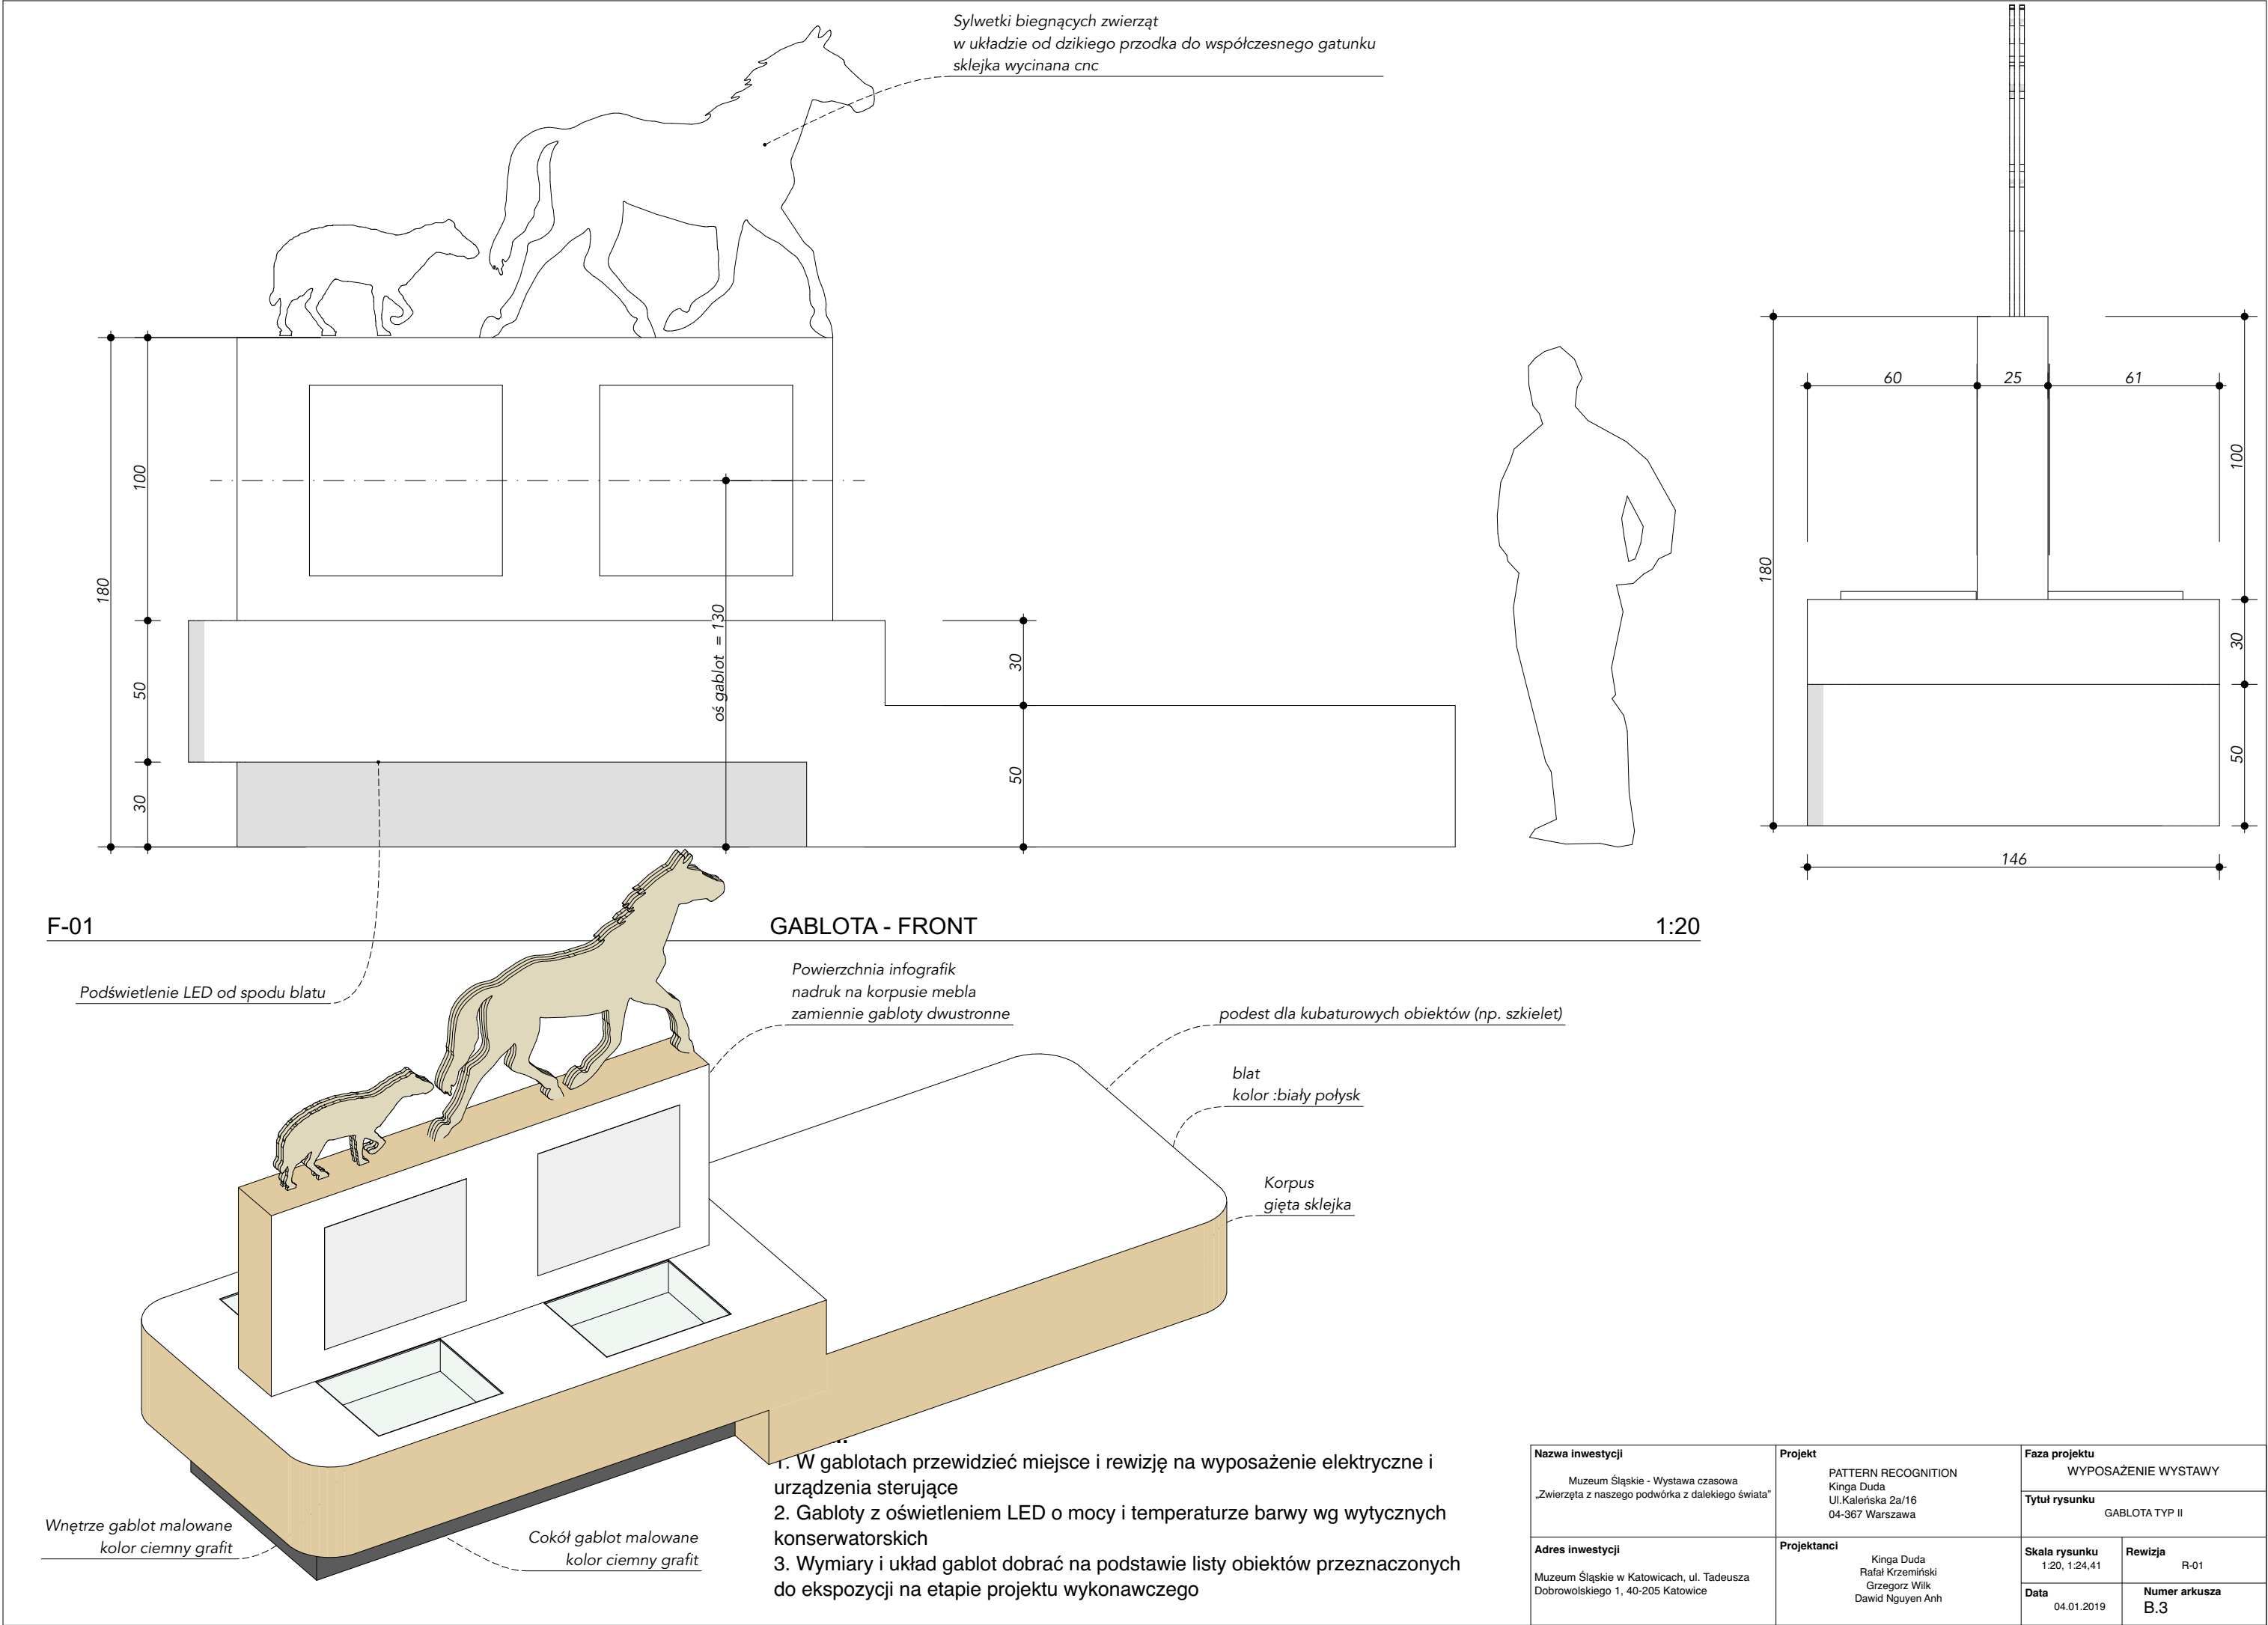 Sylwetki biegnących zwierząt
w układzie od dzikiego przodka do współczesnego gatunku
sklejka wycinana cnc
180
100
50
30
oś gablot = 130
30
50
180
60
25
61
100
30
50
146
F-01
GABLOTA - FRONT
1:20
Podświetlenie LED od spodu blatu
Powierzchnia infografik
nadruk na korpusie mebla
zamiennie gabloty dwustronne
podest dla kubaturowych obiektów (np. szkielet)
blat
kolor :biały połysk
Korpus
gięta sklejka
Wnętrze gablot malowane
kolor ciemny grafit
Cokół gablot malowane
kolor ciemny grafit
1. W gablotach przewidzieć miejsce i rewizję na wyposażenie elektryczne i
urządzenia sterujące
2. Gabloty z oświetleniem LED o mocy i temperaturze barwy wg wytycznych
konserwatorskich
3. Wymiary i układ gablot dobrać na podstawie listy obiektów przeznaczonych
do ekspozycji na etapie projektu wykonawczego
Nazwa inwestycji
Muzeum Śląskie - Wystawa czasowa
„Zwierzęta z naszego podwórka z dalekiego świata”
Adres inwestycji
Muzeum Śląskie w Katowicach, ul. Tadeusza
Dobrowolskiego 1, 40-205 Katowice
Projekt
PATTERN RECOGNITION
Kinga Duda
Ul.Kaleńska 2a/16
04-367 Warszawa
Projektanci
Kinga Duda
Rafał Krzemiński
Grzegorz Wilk
Dawid Nguyen Anh
Faza projektu
WYPOSAŻENIE WYSTAWY
Tytuł rysunku
GABLOTA TYP II
Skala rysunku
1:20, 1:24,41
Rewizja
R-01
Data
04.01.2019
Numer arkusza
B.3